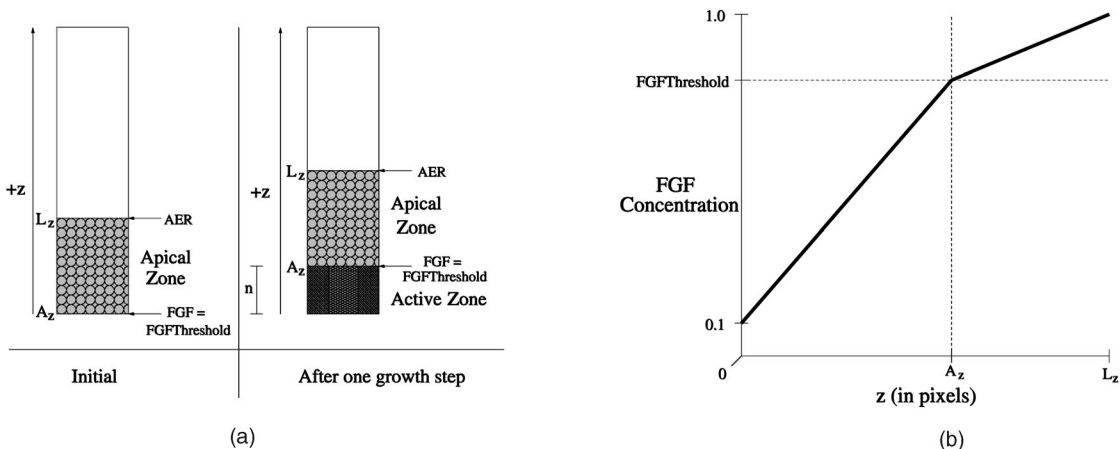 +z
L_z
AER
Apical
Zone
A_z
FGF =
FGFThreshold
Initial
+z
L_z
AER
Apical
Zone
A_z
FGF =
FGFThreshold
n
Active Zone
After one growth step
(a)
1.0
FGFThreshold
FGF
Concentration
0.1
0
A_z
L_z
z (in pixels)
(b)